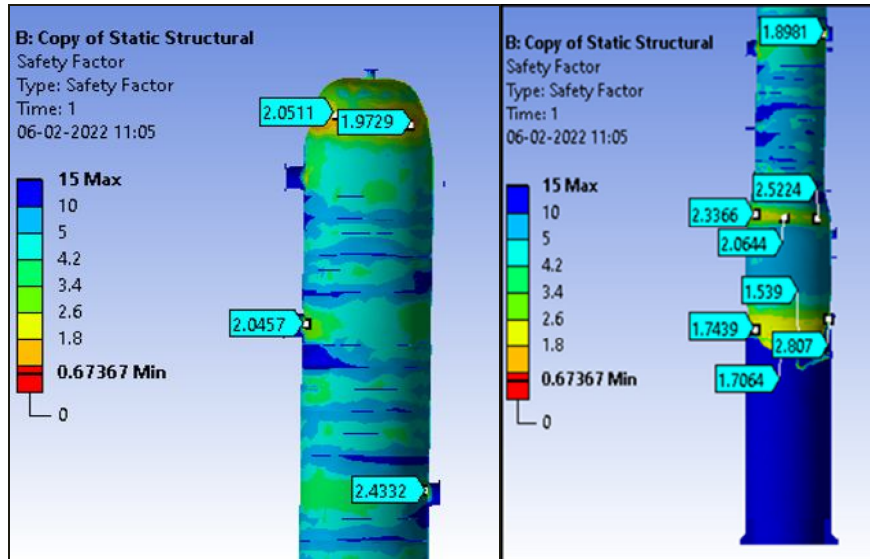 B: Copy of Static Structural
Safety Factor
Type: Safety Factor
Time: 1
06-02-2022 11:05
15 Max
10
5
4.2
3.4
2.6
1.8
0.67367 Min
0
2.0511
1.9729
2.0457
2.4332
B: Copy of Static Structural
Safety Factor
Type: Safety Factor
Time: 1
06-02-2022 11:05
15 Max
10
5
4.2
3.4
2.6
1.8
0.67367 Min
0
1.8981
2.5224
2.3366
2.0644
1.539
1.7439
2.807
1.7064